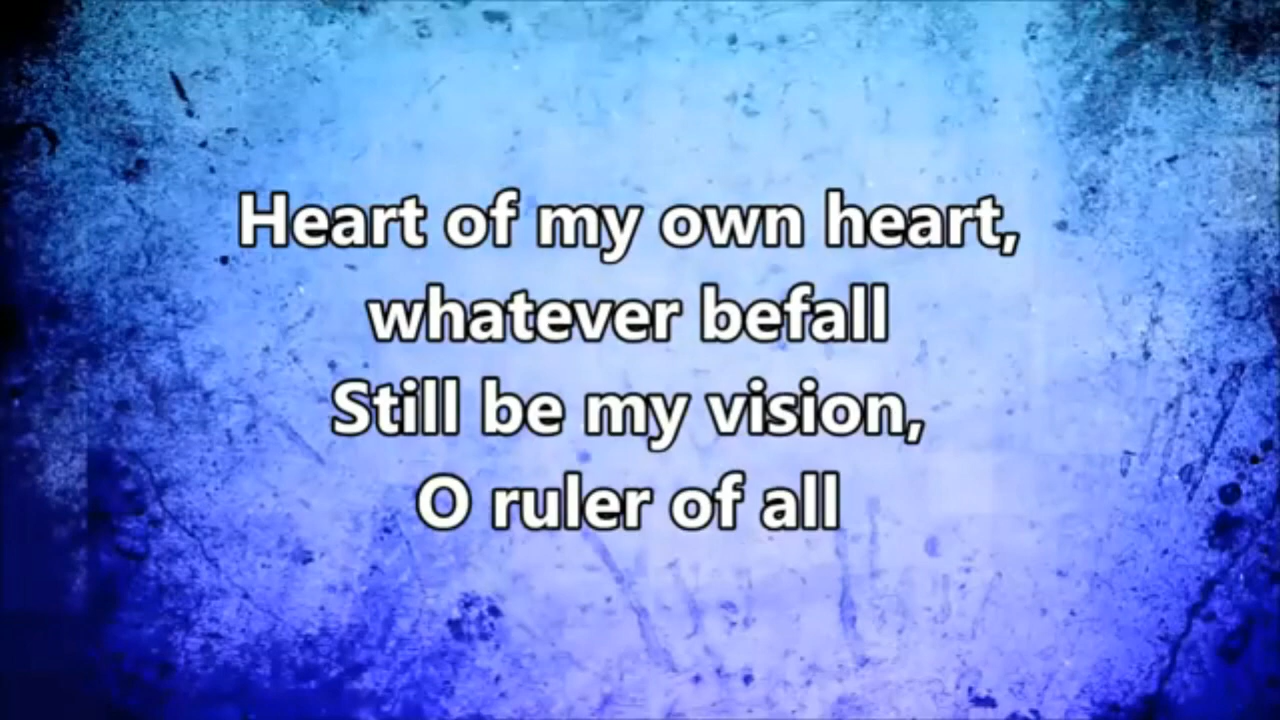 Heart of my own heart,
whatever befall
Still be my vision,
O ruler of all